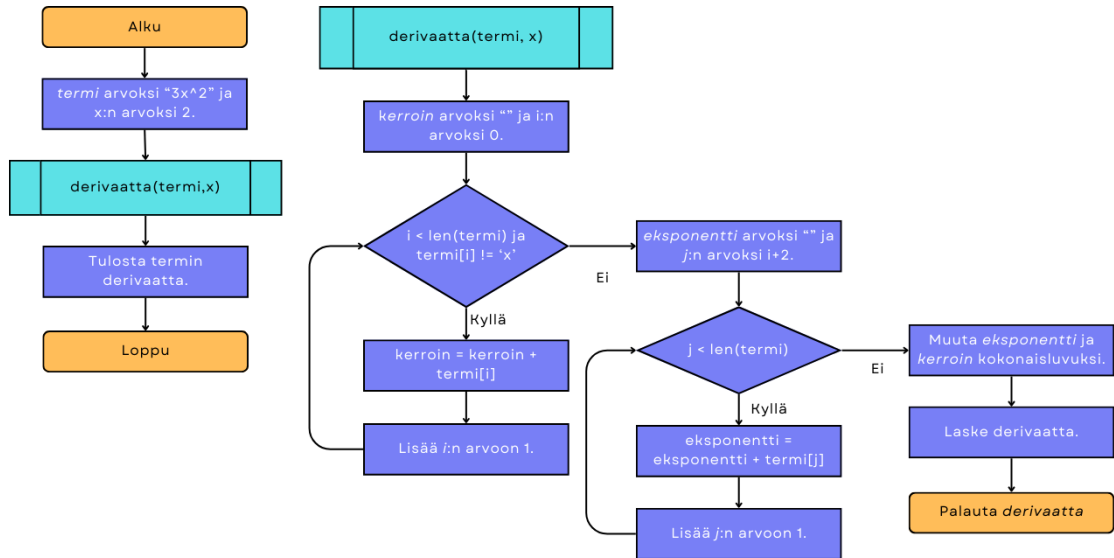 Alku
termi arvoksi “3x^2” ja
x:n arvoksi 2.
derivaatta(termi,x)
Tulosta termin
derivaatta.
Loppu
derivaatta(termi, x)
kerroin arvoksi “” ja i:n
arvoksi 0.
i < len(termi) ja
termi[i] != ‘x’
Kyllä
kerroin = kerroin +
termi[i]
Lisää i:n arvoon 1.
Ei
eksponentti arvoksi “” ja
j:n arvoksi i+2.
j < len(termi)
Kyllä
eksponentti =
eksponentti + termi[j]
Lisää j:n arvoon 1.
Ei
Muuta eksponentti ja
kerroin kokonaisluvuksi.
Laske derivaatta.
Palauta derivaatta